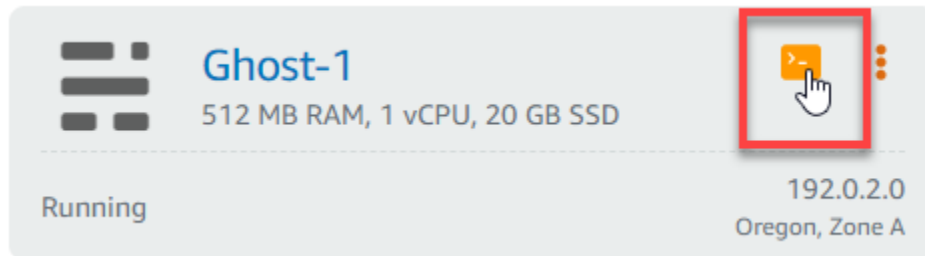 Ghost-1
512 MB RAM, 1 vCPU, 20 GB SSD
Running
192.0.2.0
Oregon, Zone A